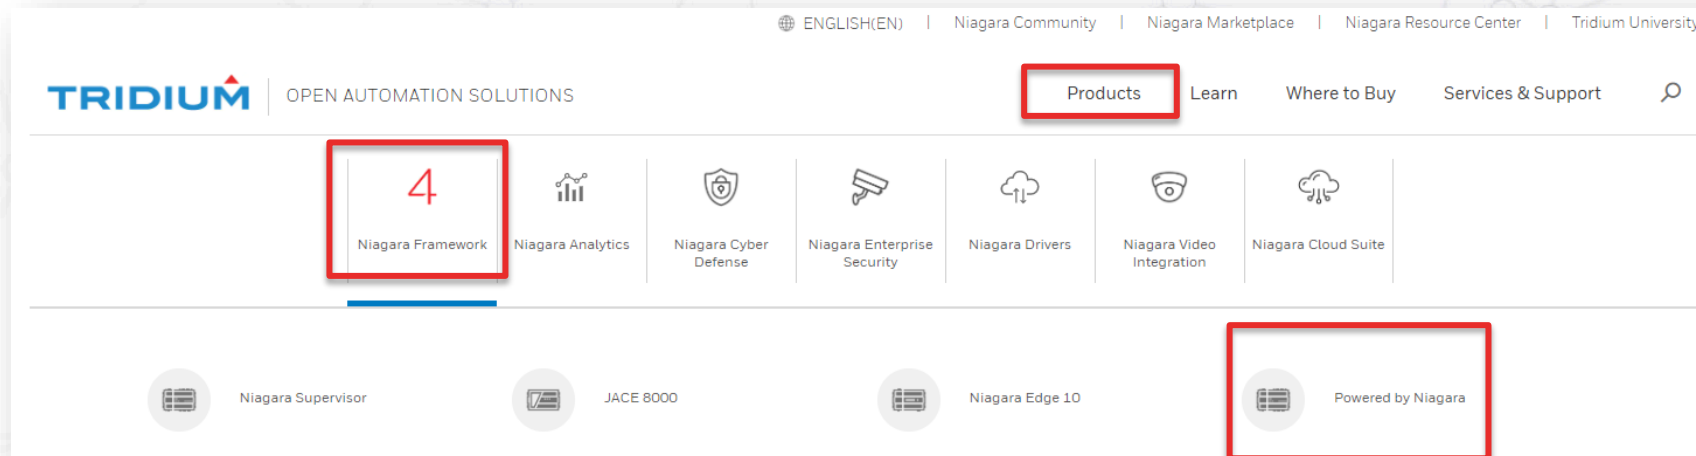 ENGLISH(EN) | Niagara Community | Niagara Marketplace | Niagara Resource Center | Tridium University
TRIDIUM OPEN AUTOMATION SOLUTIONS Products Learn Where to Buy Services & Support
4
Niagara Framework Niagara Analytics Niagara Cyber Defense Niagara Enterprise Security Niagara Drivers Niagara Video Integration Niagara Cloud Suite
Niagara Supervisor JACE 8000 Niagara Edge 10 Powered by Niagara